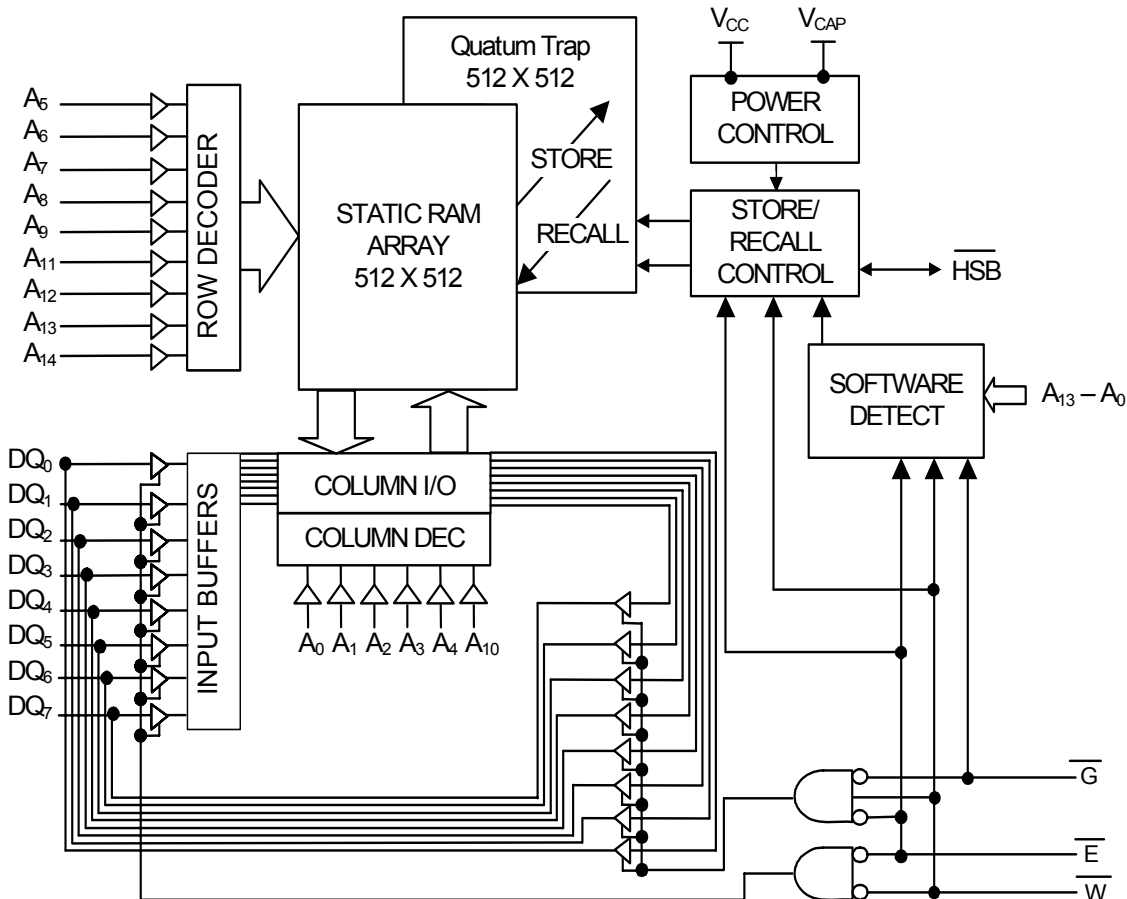 V_CC
V_CAP
Quatum Trap
512 X 512
POWER
CONTROL
A5
A6
A7
A8
A9
A11
A12
A13
A14
ROW DECODER
STATIC RAM
ARRAY
512 X 512
STORE
RECALL
STORE/
RECALL
CONTROL
HSB
SOFTWARE
DETECT
A13 – A0
DQ0
DQ1
DQ2
DQ3
DQ4
DQ5
DQ6
DQ7
INPUT BUFFERS
COLUMN I/O
COLUMN DEC
A0 A1 A2 A3 A4 A10
G
E
W